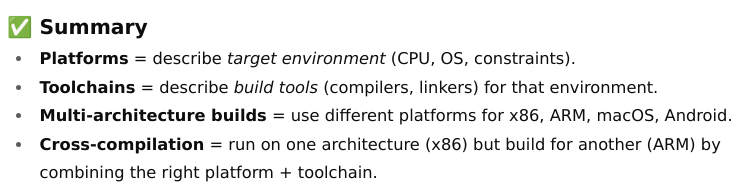 ✅ Summary
• Platforms = describe target environment (CPU, OS, constraints).
• Toolchains = describe build tools (compilers, linkers) for that environment.
• Multi-architecture builds = use different platforms for x86, ARM, macOS, Android.
• Cross-compilation = run on one architecture (x86) but build for another (ARM) by
combining the right platform + toolchain.